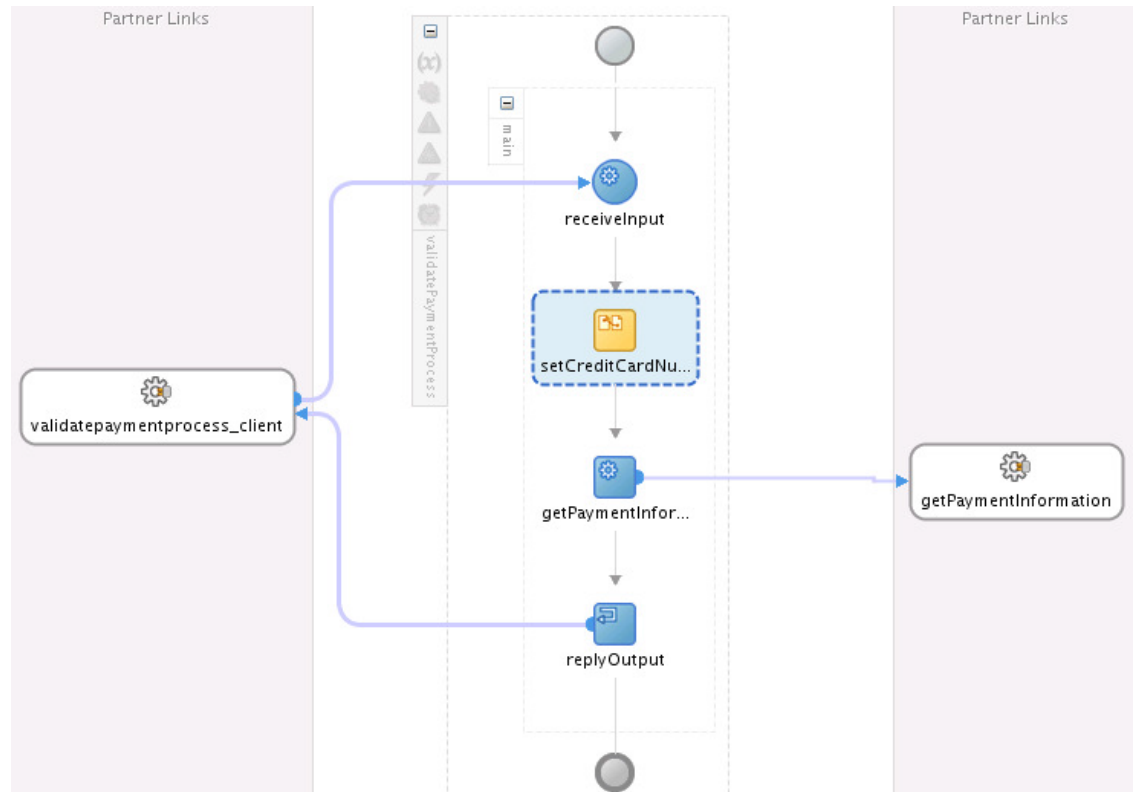 Partner Links
Partner Links
main
receiveInput
validatePaymentProcess
setCreditCardNu...
validatepaymentprocess_client
getPaymentInfor...
getPaymentInformation
replyOutput
(x)